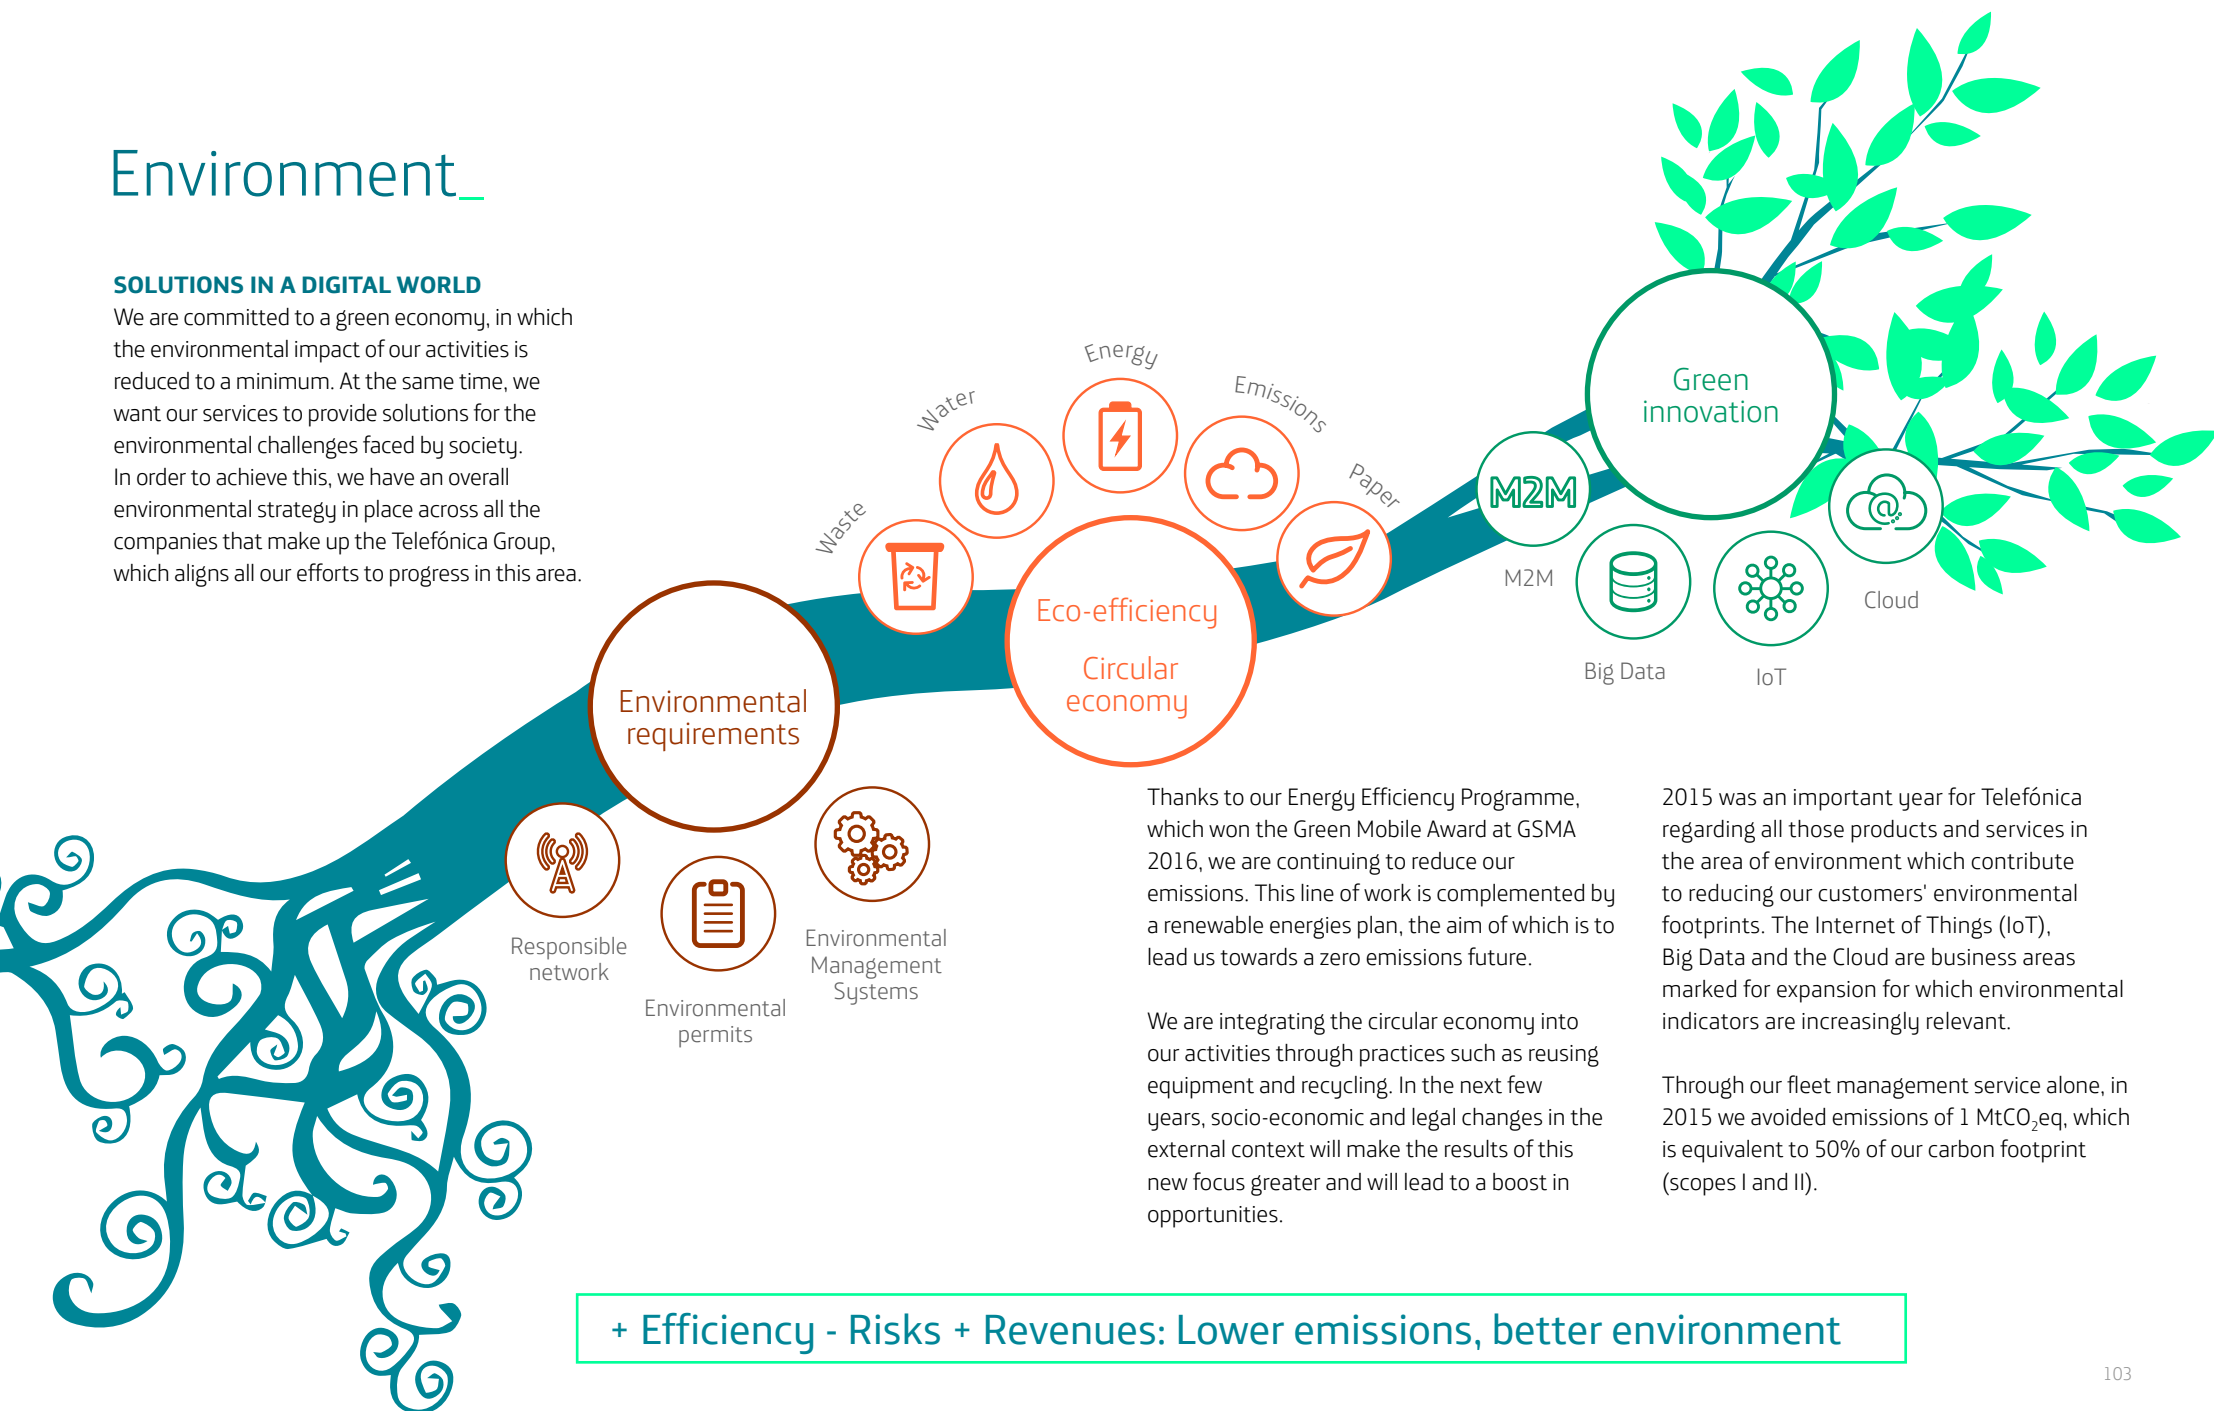 Environment_
SOLUTIONS IN A DIGITAL WORLD
We are committed to a green economy, in which
the environmental impact of our activities is
reduced to a minimum. At the same time, we
want our services to provide solutions for the
environmental challenges faced by society.
In order to achieve this, we have an overall
environmental strategy in place across all the
companies that make up the Telefónica Group,
which aligns all our efforts to progress in this area.
Environmental
requirements
Responsible
network
Environmental
permits
Environmental
Management
Systems
Waste
Water
Energy
Emissions
Paper
Eco-efficiency
Circular
economy
Green
innovation
M2M
M2M
Big Data
IoT
@
Cloud
Thanks to our Energy Efficiency Programme,
which won the Green Mobile Award at GSMA
2016, we are continuing to reduce our
emissions. This line of work is complemented by
a renewable energies plan, the aim of which is to
lead us towards a zero emissions future.
We are integrating the circular economy into
our activities through practices such as reusing
equipment and recycling. In the next few
years, socio-economic and legal changes in the
external context will make the results of this
new focus greater and will lead to a boost in
opportunities.
2015 was an important year for Telefónica
regarding all those products and services in
the area of environment which contribute
to reducing our customers' environmental
footprints. The Internet of Things (IoT),
Big Data and the Cloud are business areas
marked for expansion for which environmental
indicators are increasingly relevant.
Through our fleet management service alone, in
2015 we avoided emissions of 1 MtCO₂eq, which
is equivalent to 50% of our carbon footprint
(scopes I and II).
+ Efficiency - Risks + Revenues: Lower emissions, better environment
103